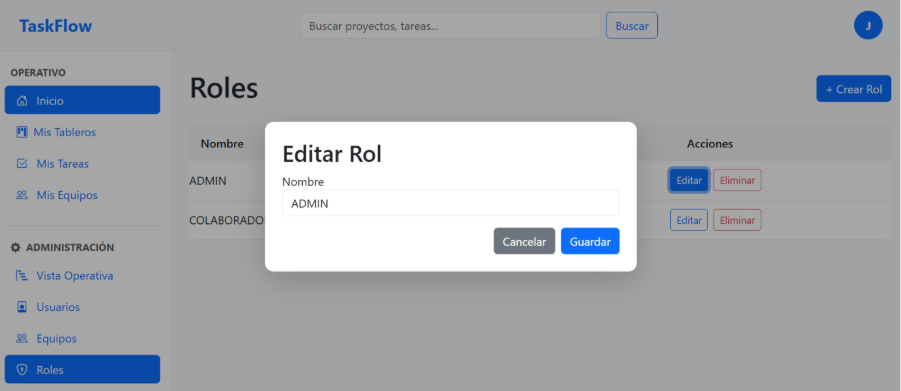 TaskFlow
Buscar proyectos, tareas...
Buscar
J
OPERATIVO
Inicio
Mis Tableros
Mis Tareas
Mis Equipos
ADMINISTRACIÓN
Vista Operativa
Usuarios
Equipos
Roles
Roles
+ Crear Rol
Nombre
Acciones
ADMIN
Editar
Eliminar
COLABORADO
Editar
Eliminar
Editar Rol
Nombre
ADMIN
Cancelar
Guardar